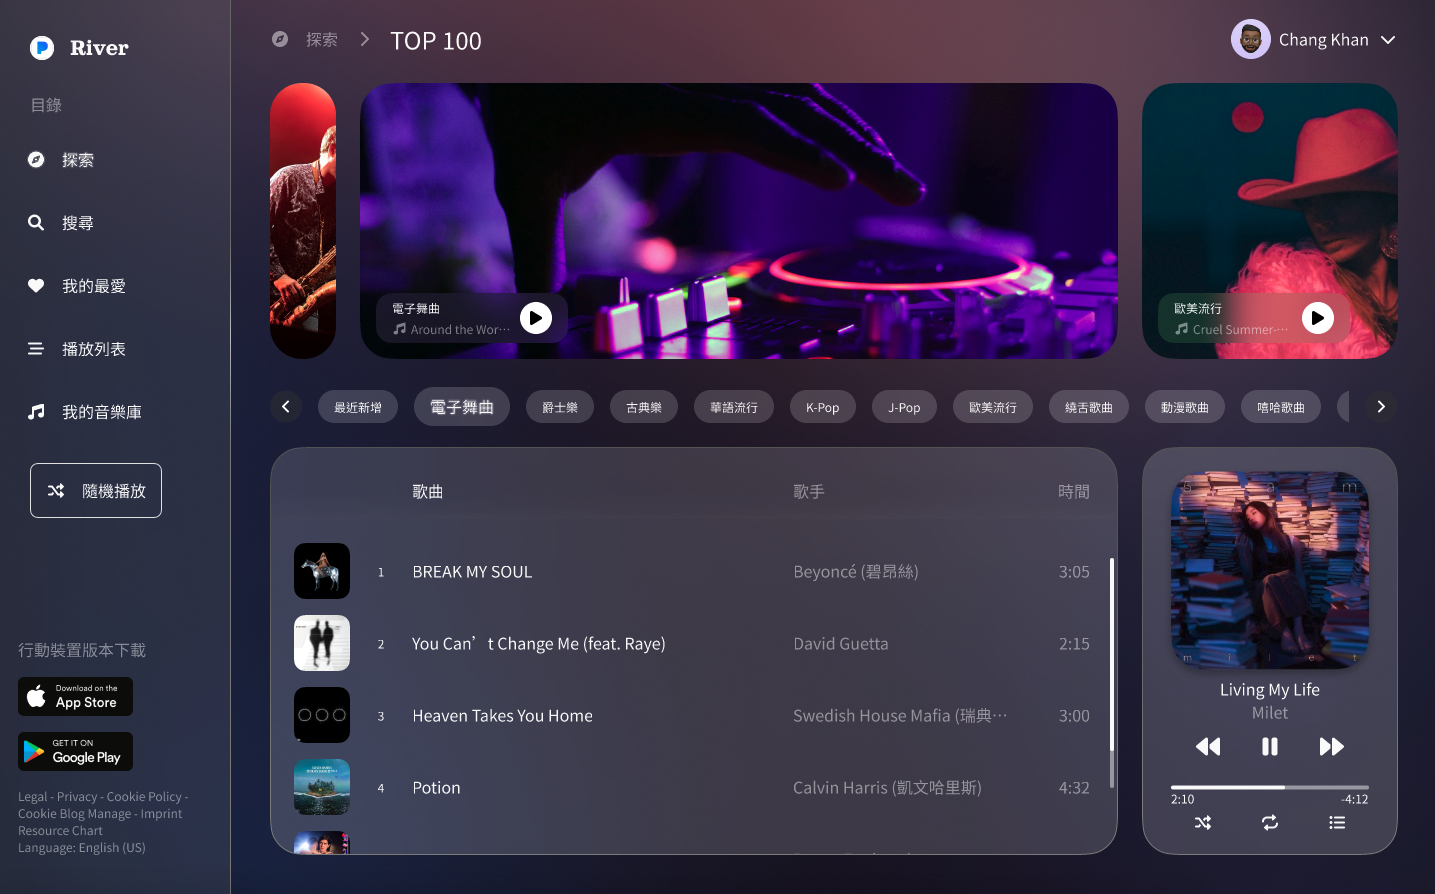 River
目錄
探索
搜尋
我的最愛
播放列表
我的音樂庫
隨機播放
行動裝置版本下載
Download on the
App Store
GET IT ON
Google Play
Legal - Privacy - Cookie Policy -
Cookie Blog Manage - Imprint
Resource Chart
Language: English (US)
探索
TOP 100
Chang Khan
電子舞曲
Around the Wor…
歐美流行
Cruel Summer-…
最近新增
電子舞曲
爵士樂
古典樂
華語流行
K-Pop
J-Pop
歐美流行
繞舌歌曲
動漫歌曲
嘻哈歌曲
歌曲 歌手 時間
1 BREAK MY SOUL Beyoncé (碧昂絲) 3:05
2 You Can’t Change Me (feat. Raye) David Guetta 2:15
3 Heaven Takes You Home Swedish House Mafia (瑞典… 3:00
4 Potion Calvin Harris (凱文哈里斯) 4:32
m i l e t
Living My Life
Milet
2:10 -4:12